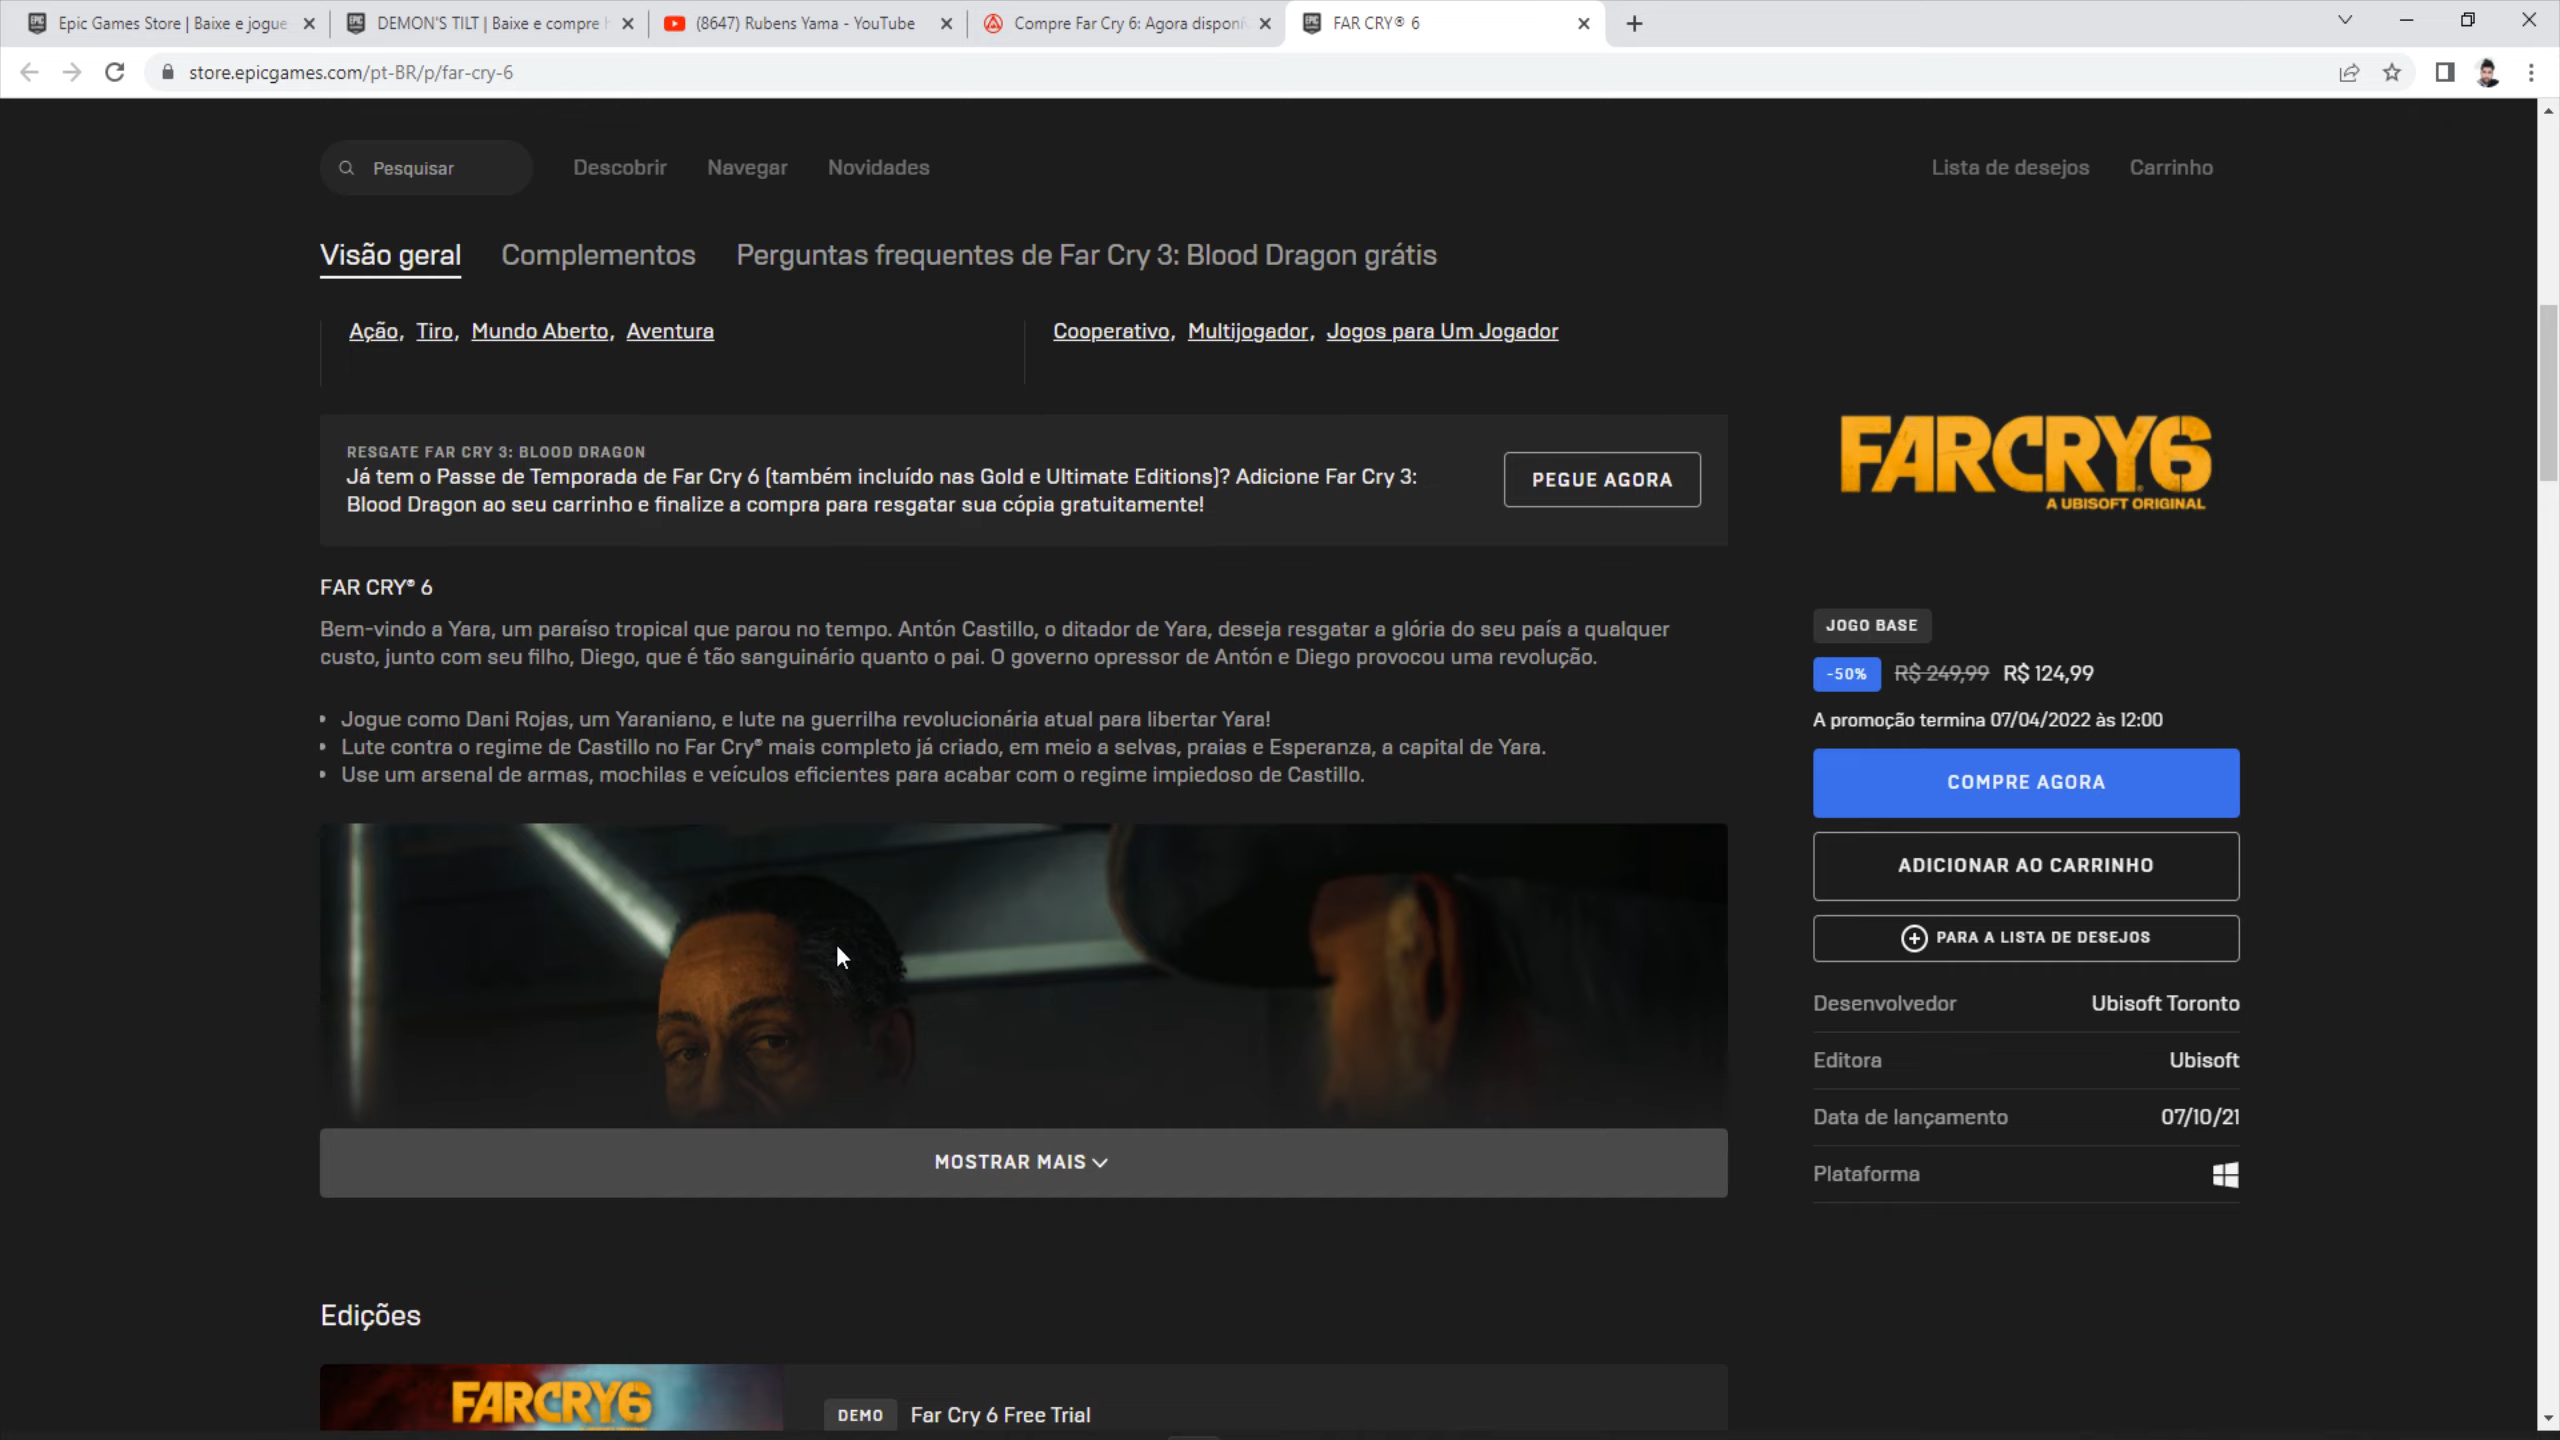 Epic Games Store | Baixe e jogue
DEMON'S TILT | Baixe e compre h
(8647) Rubens Yama - YouTube
Compre Far Cry 6: Agora disponí
FAR CRY® 6
store.epicgames.com/pt-BR/p/far-cry-6
Pesquisar
Descobrir
Navegar
Novidades
Lista de desejos
Carrinho
Visão geral
Complementos
Perguntas frequentes de Far Cry 3: Blood Dragon grátis
Ação, Tiro, Mundo Aberto, Aventura
Cooperativo, Multijogador, Jogos para Um Jogador
RESGATE FAR CRY 3: BLOOD DRAGON
Já tem o Passe de Temporada de Far Cry 6 (também incluído nas Gold e Ultimate Editions)? Adicione Far Cry 3:
Blood Dragon ao seu carrinho e finalize a compra para resgatar sua cópia gratuitamente!
PEGUE AGORA
FAR CRY® 6
Bem-vindo a Yara, um paraíso tropical que parou no tempo. Antón Castillo, o ditador de Yara, deseja resgatar a glória do seu país a qualquer
custo, junto com seu filho, Diego, que é tão sanguinário quanto o pai. O governo opressor de Antón e Diego provocou uma revolução.
• Jogue como Dani Rojas, um Yaraniano, e lute na guerrilha revolucionária atual para libertar Yara!
• Lute contra o regime de Castillo no Far Cry® mais completo já criado, em meio a selvas, praias e Esperanza, a capital de Yara.
• Use um arsenal de armas, mochilas e veículos eficientes para acabar com o regime impiedoso de Castillo.
MOSTRAR MAIS
Edições
FARCRY6
DEMO
Far Cry 6 Free Trial
FARCRY6
A UBISOFT ORIGINAL
JOGO BASE
-50% R$ 249,99 R$ 124,99
A promoção termina 07/04/2022 às 12:00
COMPRE AGORA
ADICIONAR AO CARRINHO
PARA A LISTA DE DESEJOS
Desenvolvedor Ubisoft Toronto
Editora Ubisoft
Data de lançamento 07/10/21
Plataforma